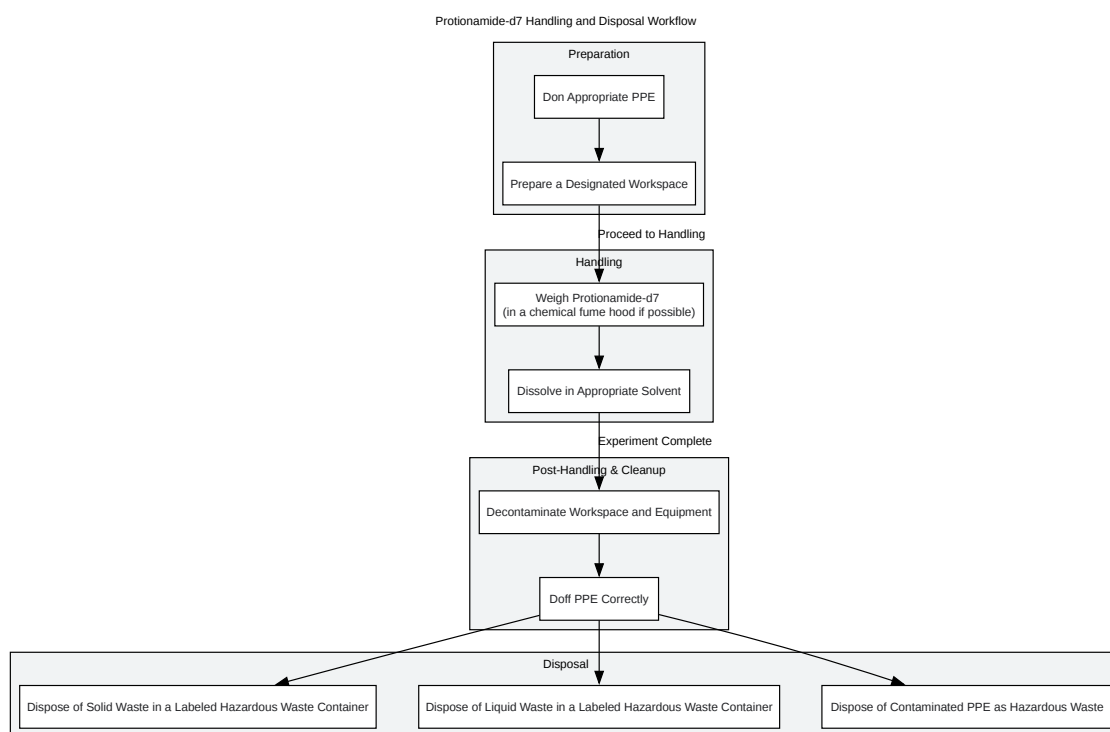 Protionamide-d7 Handling and Disposal Workflow
Preparation
Don Appropriate PPE
Prepare a Designated Workspace
Proceed to Handling
Handling
Weigh Protionamide-d7
(in a chemical fume hood if possible)
Dissolve in Appropriate Solvent
Experiment Complete
Post-Handling & Cleanup
Decontaminate Workspace and Equipment
Doff PPE Correctly
Disposal
Dispose of Solid Waste in a Labeled Hazardous Waste Container
Dispose of Liquid Waste in a Labeled Hazardous Waste Container
Dispose of Contaminated PPE as Hazardous Waste